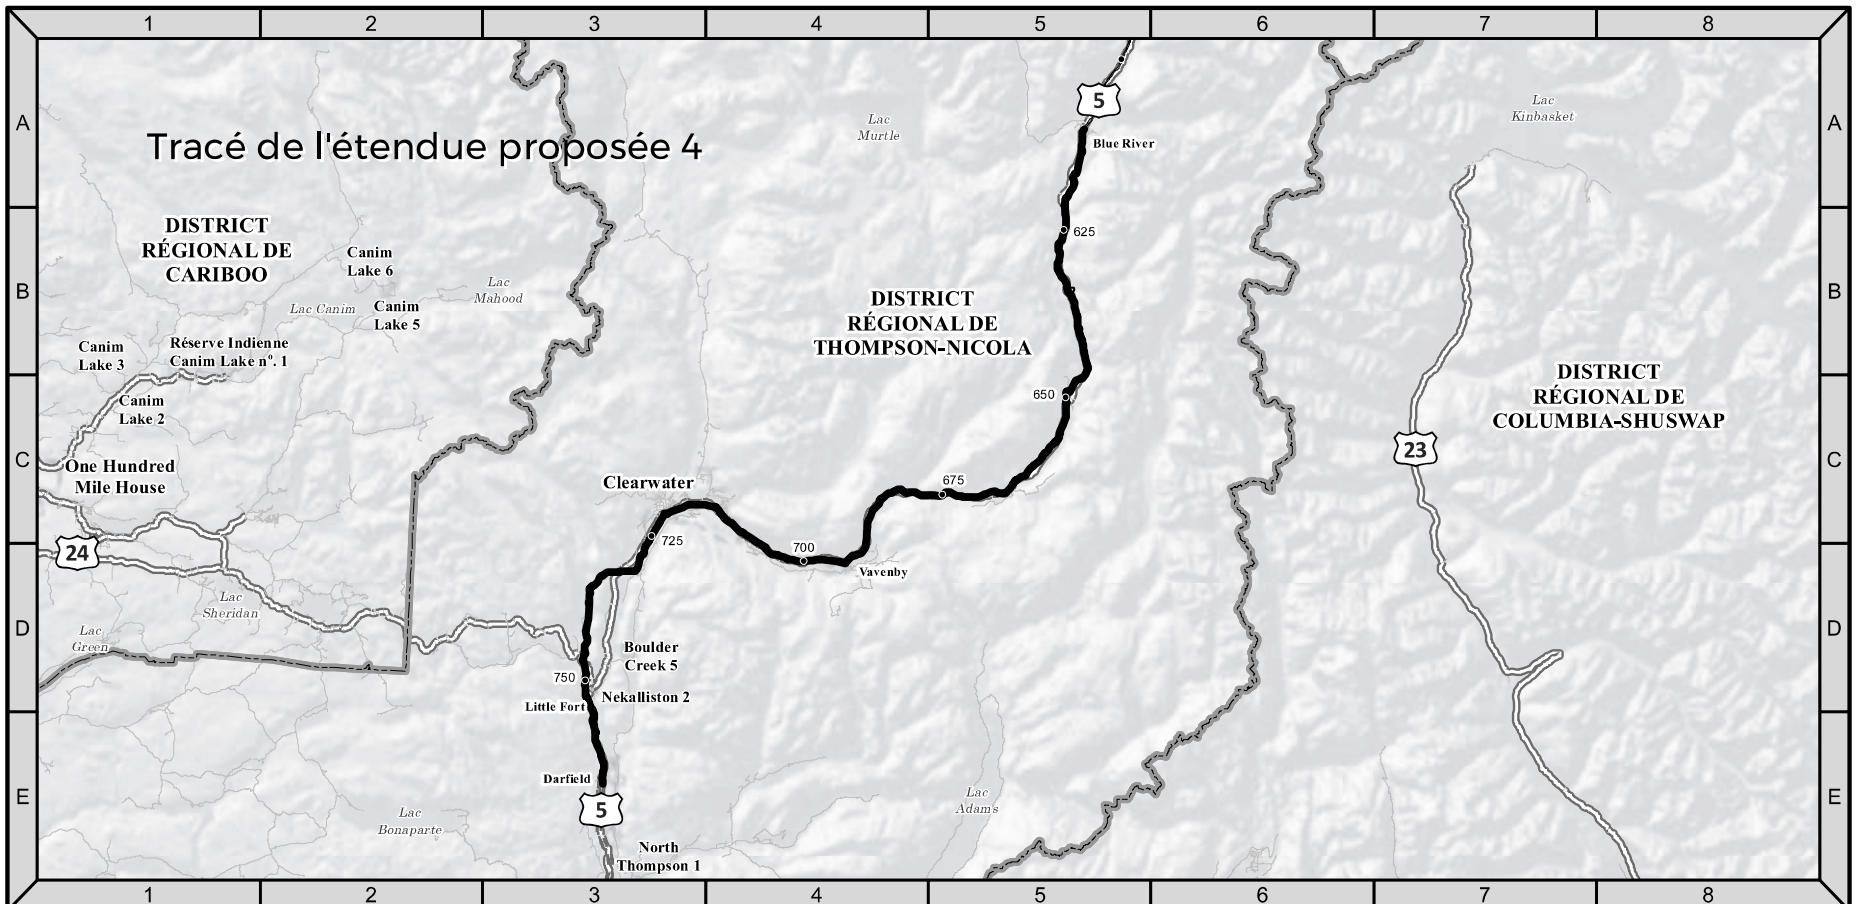 1 2 3 4 5 6 7 8
A A
5
Lac
Kinbasket
Lac
Murtle
Tracé de l'étendue proposée 4
Blue River
DISTRICT
RÉGIONAL DE
CARIBOO
625
Canim
Lake 6
B B
Lac
Mahood
Lac Canim
Canim
Lake 5
DISTRICT
RÉGIONAL DE
THOMPSON-NICOLA
Canim
Lake 3
Réserve Indienne
Canim Lake nº. 1
DISTRICT
RÉGIONAL DE
COLUMBIA-SHUSWAP
650
Canim
Lake 2
C C
23
One Hundred
Mile House
Clearwater
675
24
725
700
Vavenby
Lac
Sheridan
D D
Lac
Green
Boulder
Creek 5
750
Nekalliston 2
Little Fort
Darfield
E E
5
Lac
Adams
Lac
Bonaparte
North
Thompson 1
1 2 3 4 5 6 7 8